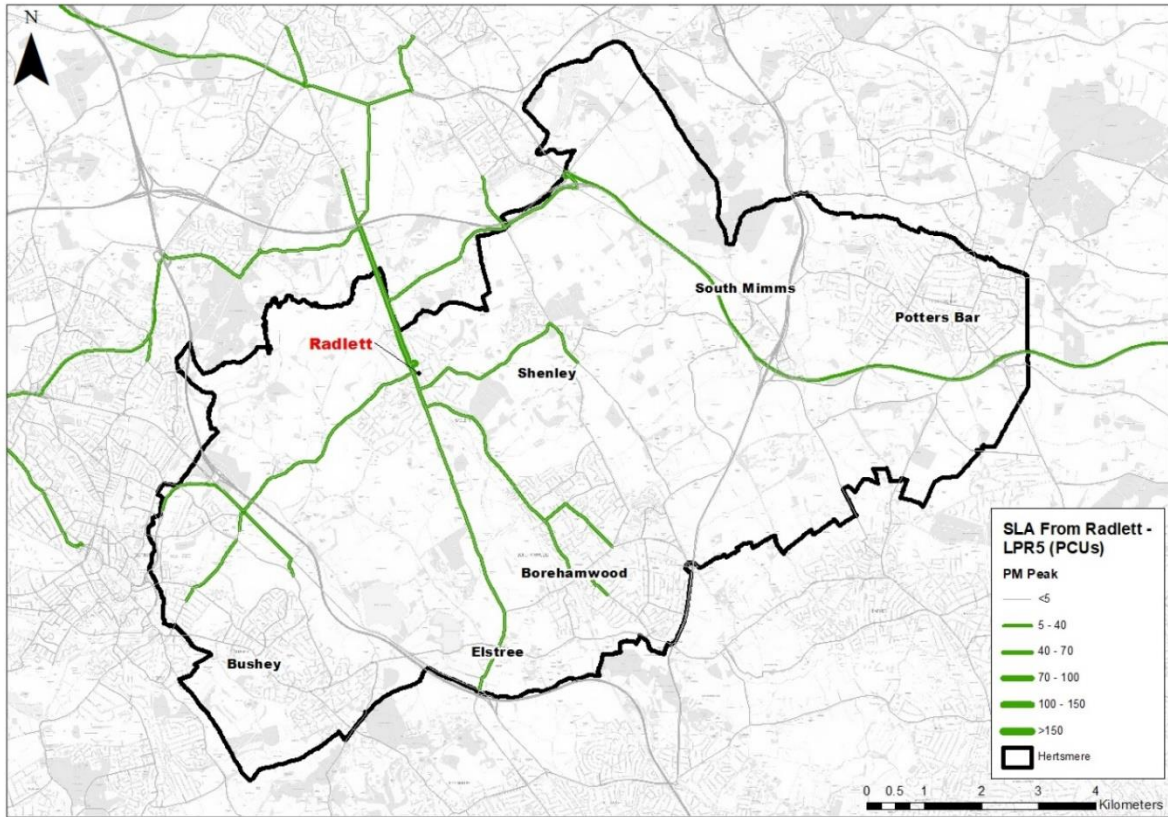 N
South Mimms
Potters Bar
Radlett
Shenley
Borehamwood
Elstree
Bushey
SLA From Radlett -
LPR5 (PCUs)
PM Peak
<5
5 - 40
40 - 70
70 - 100
100 - 150
>150
Hertsmere
0 0.5 1 2 3 4
Kilometers